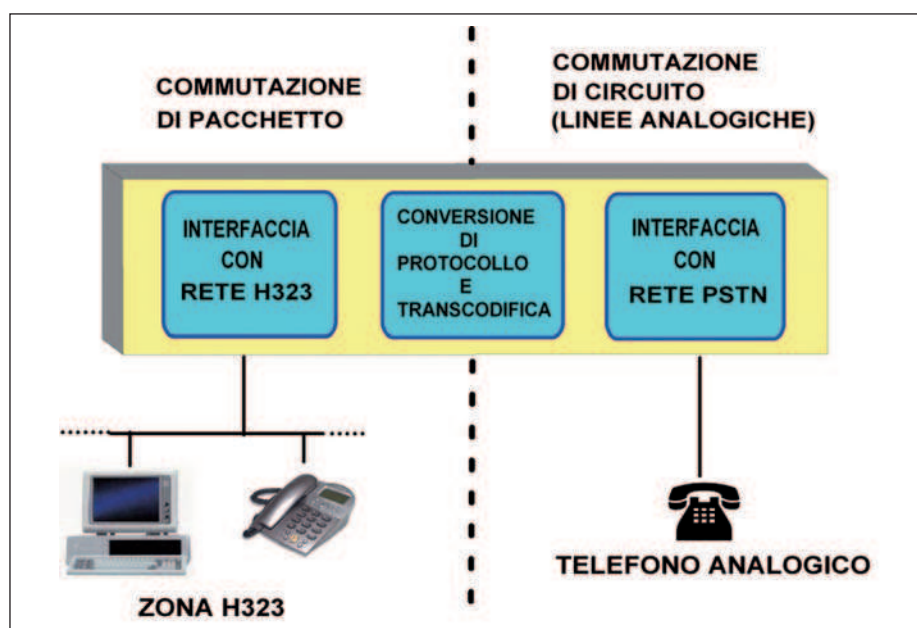 COMMUTAZIONE
DI PACCHETTO
COMMUTAZIONE
DI CIRCUITO
(LINEE ANALOGICHE)
INTERFACCIA
CON
RETE H323
CONVERSIONE
DI
PROTOCOLLO
E
TRANSCODIFICA
INTERFACCIA
CON
RETE PSTN
ZONA H323
TELEFONO ANALOGICO